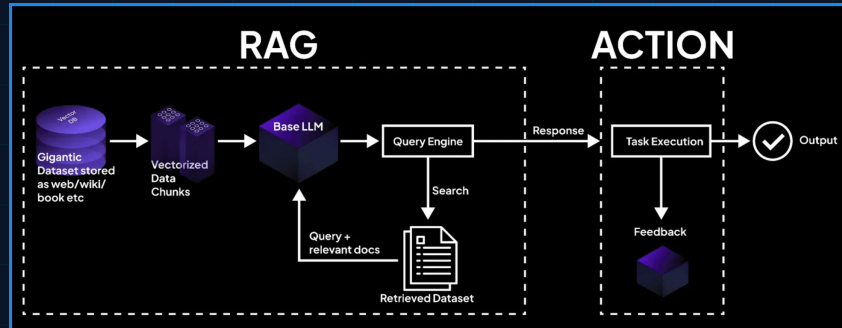 RAG
ACTION
Vector
DB
Gigantic
Dataset stored
as web/wiki/
book etc
Vectorized
Data
Chunks
Base LLM
Query Engine
Response
Task Execution
Output
Search
Query +
relevant docs
Retrieved Dataset
Feedback